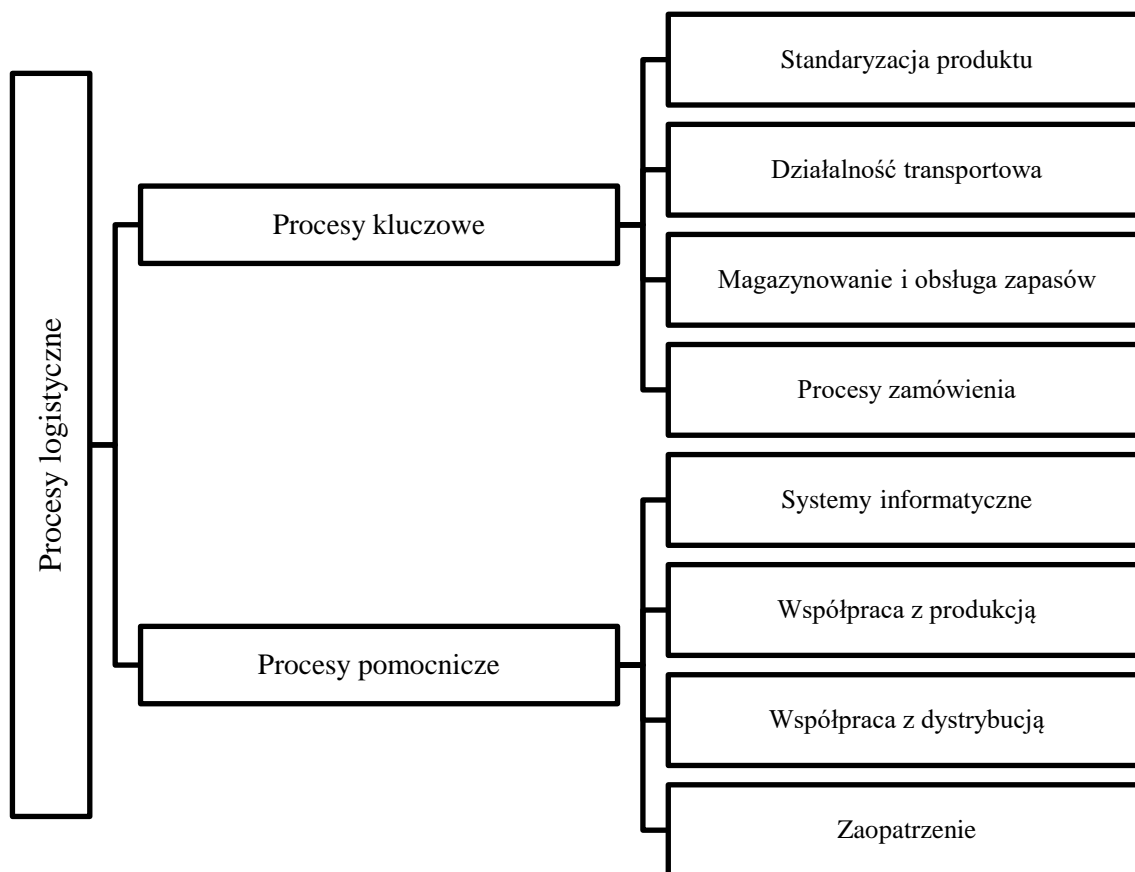 Procesy logistyczne
Procesy kluczowe
Standaryzacja produktu
Działalność transportowa
Magazynowanie i obsługa zapasów
Procesy zamówienia
Procesy pomocnicze
Systemy informatyczne
Współpraca z produkcją
Współpraca z dystrybucją
Zaopatrzenie